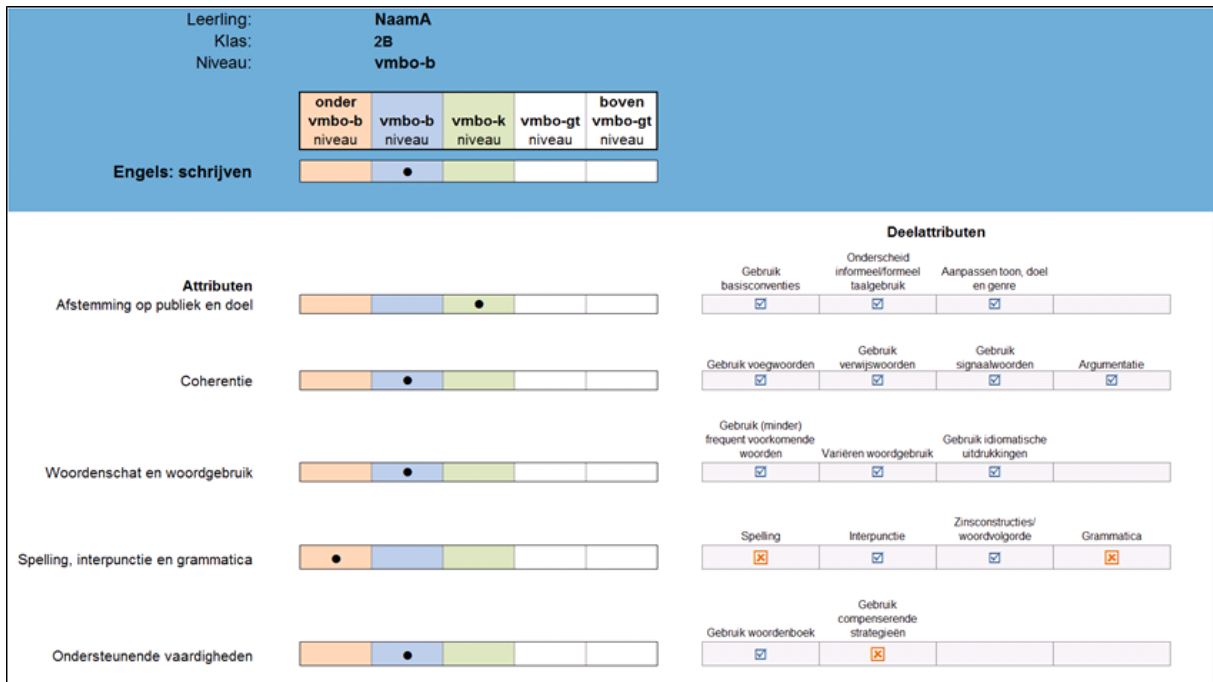 Leerling: NaamA
Klas: 2B
Niveau: vmbo-b
onder vmbo-b niveau
vmbo-b niveau
vmbo-k niveau
vmbo-gt niveau
boven vmbo-gt niveau
Engels: schrijven
Deelattributen
Attributen
Afstemming op publiek en doel
Gebruik basisconventies
Onderscheid informeel/formeel taalgebruik
Aanpassen toon, doel en genre
Coherentie
Gebruik voegwoorden
Gebruik verwijswoorden
Gebruik signaalwoorden
Argumentatie
Woordenschat en woordgebruik
Gebruik (minder) frequent voorkomende woorden
Variëren woordgebruik
Gebruik idiomatische uitdrukkingen
Spelling, interpunctie en grammatica
Spelling
Interpunctie
Zinsconstructies/ woordvolgorde
Grammatica
Ondersteunende vaardigheden
Gebruik woordenboek
Gebruik compenserende strategieën